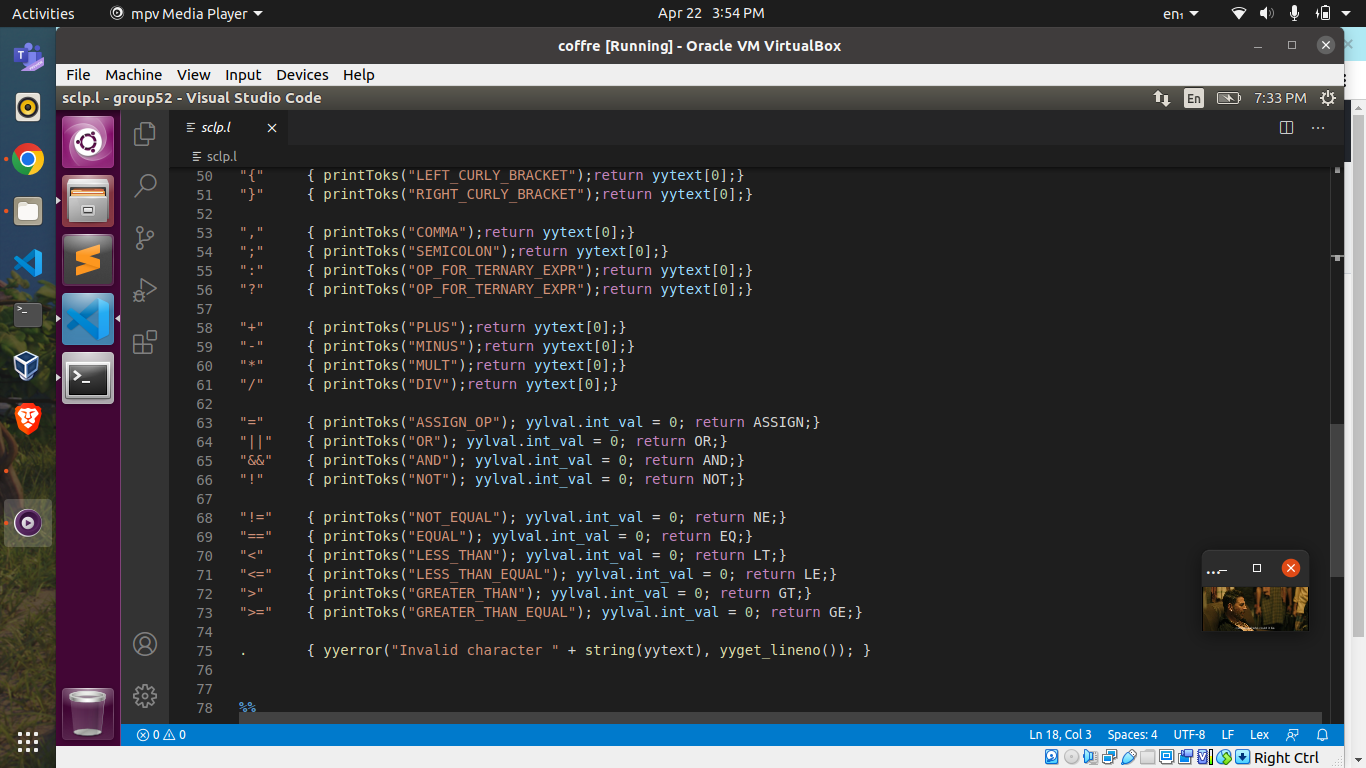 Activities mpv Media Player Apr 22 3:54 PM en₁
coffre [Running] - Oracle VM VirtualBox
File Machine View Input Devices Help
sclp.l - group52 - Visual Studio Code En 7:33 PM
sclp.l
sclp.l
50 "{" { printToks("LEFT_CURLY_BRACKET");return yytext[0];}
51 "}" { printToks("RIGHT_CURLY_BRACKET");return yytext[0];}
52
53 "," { printToks("COMMA");return yytext[0];}
54 ";" { printToks("SEMICOLON");return yytext[0];}
55 ":" { printToks("OP_FOR_TERNARY_EXPR");return yytext[0];}
56 "?" { printToks("OP_FOR_TERNARY_EXPR");return yytext[0];}
57
58 "+" { printToks("PLUS");return yytext[0];}
59 "-" { printToks("MINUS");return yytext[0];}
60 "*" { printToks("MULT");return yytext[0];}
61 "/" { printToks("DIV");return yytext[0];}
62
63 "=" { printToks("ASSIGN_OP"); yylval.int_val = 0; return ASSIGN;}
64 "||" { printToks("OR"); yylval.int_val = 0; return OR;}
65 "&&" { printToks("AND"); yylval.int_val = 0; return AND;}
66 "!" { printToks("NOT"); yylval.int_val = 0; return NOT;}
67
68 "!=" { printToks("NOT_EQUAL"); yylval.int_val = 0; return NE;}
69 "==" { printToks("EQUAL"); yylval.int_val = 0; return EQ;}
70 "<" { printToks("LESS_THAN"); yylval.int_val = 0; return LT;}
71 "<=" { printToks("LESS_THAN_EQUAL"); yylval.int_val = 0; return LE;}
72 ">" { printToks("GREATER_THAN"); yylval.int_val = 0; return GT;}
73 ">=" { printToks("GREATER_THAN_EQUAL"); yylval.int_val = 0; return GE;}
74
75 . { yyerror("Invalid character " + string(yytext), yyget_lineno()); }
76
77
78 %%
0 0 Ln 18, Col 3 Spaces: 4 UTF-8 LF Lex
Right Ctrl